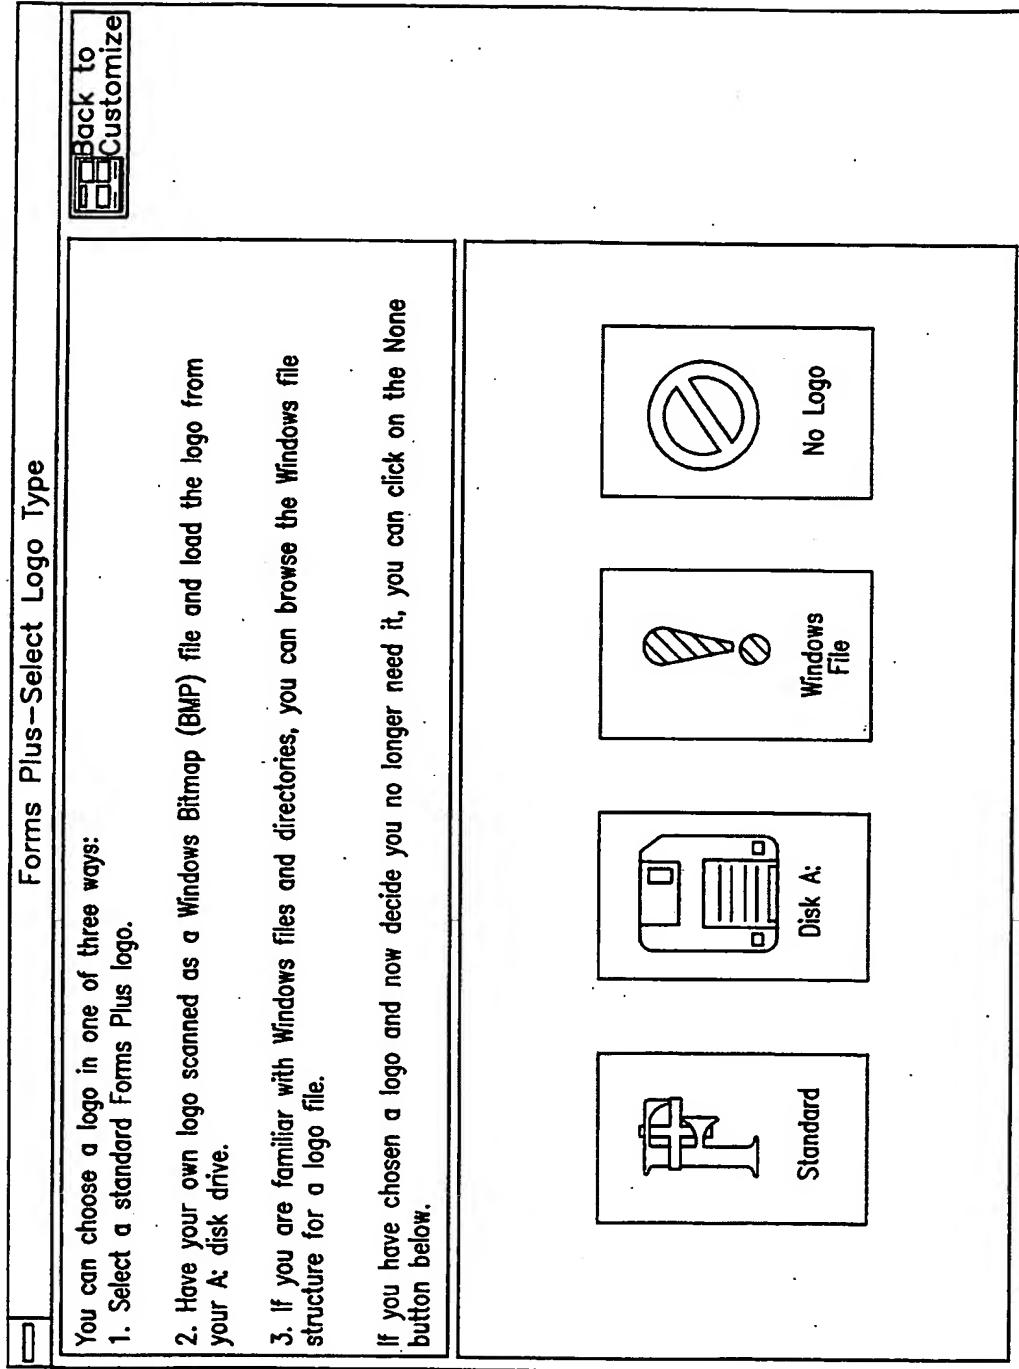 Forms Plus-Select Logo Type
Back to
Customize
You can choose a logo in one of three ways:
1. Select a standard Forms Plus logo.
2. Have your own logo scanned as a Windows Bitmap (BMP) file and load the logo from
your A: disk drive.
3. If you are familiar with Windows files and directories, you can browse the Windows file
structure for a logo file.
If you have chosen a logo and now decide you no longer need it, you can click on the None
button below.
Standard
Disk A:
Windows
File
No Logo